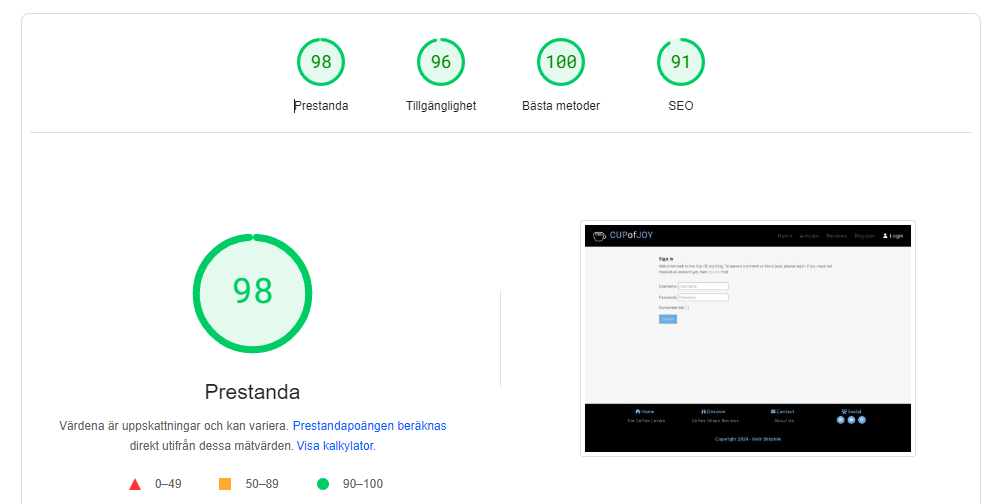 98
96
100
91
Prestanda
Tillgänglighet
Bästa metoder
SEO
98
Prestanda
Värdena är uppskattningar och kan variera. Prestandapoängen beräknas
direkt utifrån dessa mätvärden. Visa kalkylator.
0–49
50–89
90–100
CUPofJOY
Home
Articles
Reviews
Register
Login
Sign In
Welcome back to the Cup Of Joy Blog. To leave a comment or like a post, please log in. If you have not
created an account yet, then register first.
Username: Username
Password: Password
Remember Me:
Sign In
Home
Discover
Contact
Social
For Coffee Lovers
Coffee Shops Reviews
About Us
Copyright 2024 - Amir Shkolnik